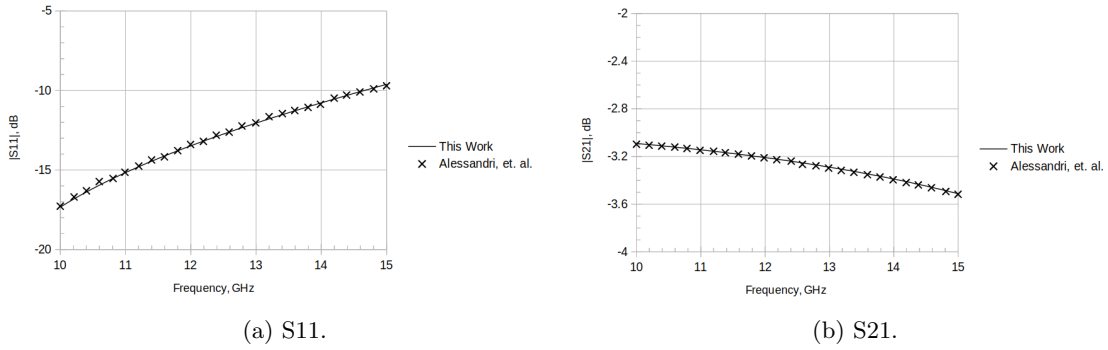 -5
-10
-15
-20
|S11|, dB
10 11 12 13 14 15
Frequency, GHz
This Work
Alessandri, et. al.
(a) S11.
-2
-2.4
-2.8
-3.2
-3.6
-4
|S21|, dB
10 11 12 13 14 15
Frequency, GHz
This Work
Alessandri, et. al.
(b) S21.